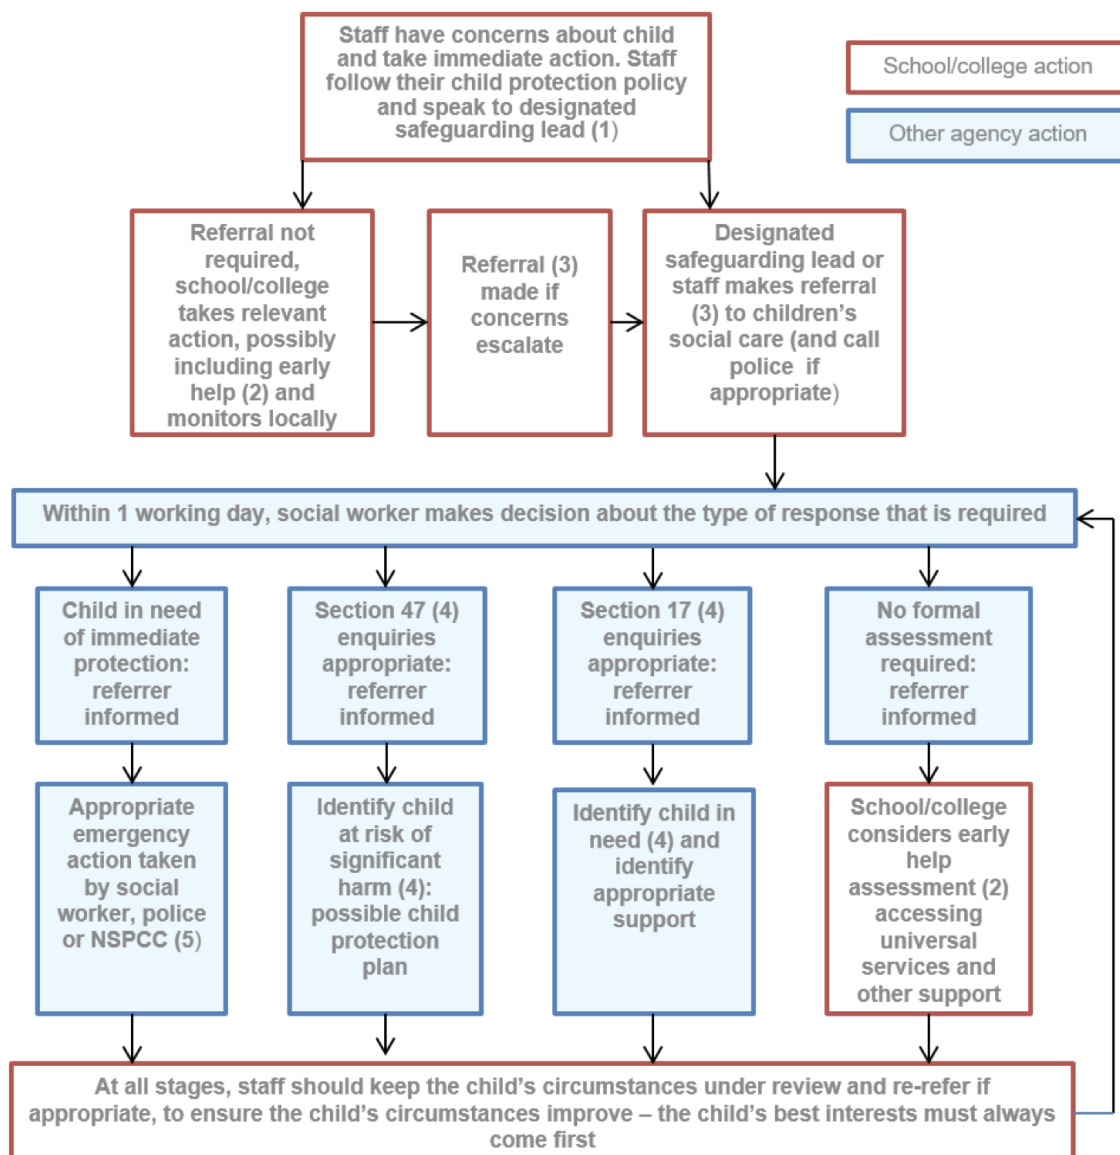 Staff have concerns about child
and take immediate action. Staff
follow their child protection policy
and speak to designated
safeguarding lead (1)
School/college action
Other agency action
Referral not
required,
school/college
takes relevant
action, possibly
including early
help (2) and
monitors locally
Referral (3)
made if
concerns
escalate
Designated
safeguarding lead or
staff makes referral
(3) to children’s
social care (and call
police if
appropriate)
Within 1 working day, social worker makes decision about the type of response that is required
Child in need
of immediate
protection:
referrer
informed
Section 47 (4)
enquiries
appropriate:
referrer
informed
Section 17 (4)
enquiries
appropriate:
referrer
informed
No formal
assessment
required:
referrer
informed
Appropriate
emergency
action taken
by social
worker, police
or NSPCC (5)
Identify child
at risk of
significant
harm (4):
possible child
protection
plan
Identify child in
need (4) and
identify
appropriate
support
School/college
considers early
help
assessment (2)
accessing
universal
services and
other support
At all stages, staff should keep the child’s circumstances under review and re-refer if
appropriate, to ensure the child’s circumstances improve – the child’s best interests must always
come first